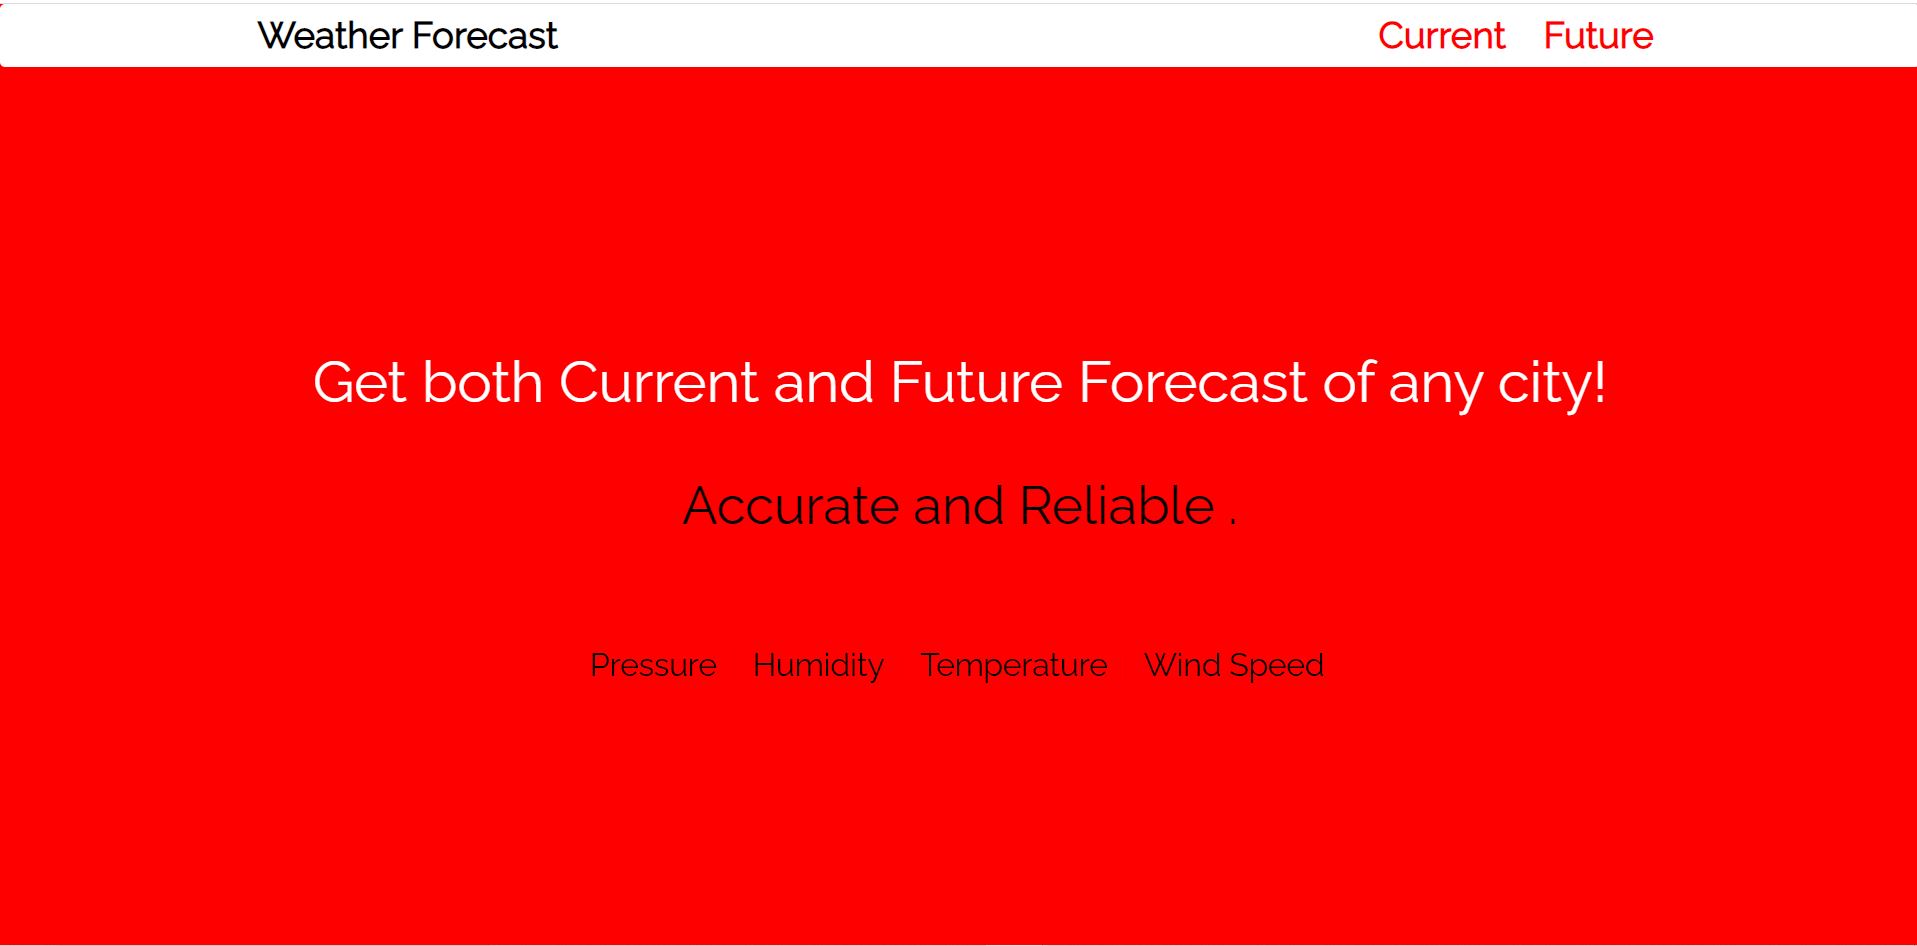 Weather Forecast Current Future
Get both Current and Future Forecast of any city!
Accurate and Reliable .
Pressure Humidity Temperature Wind Speed